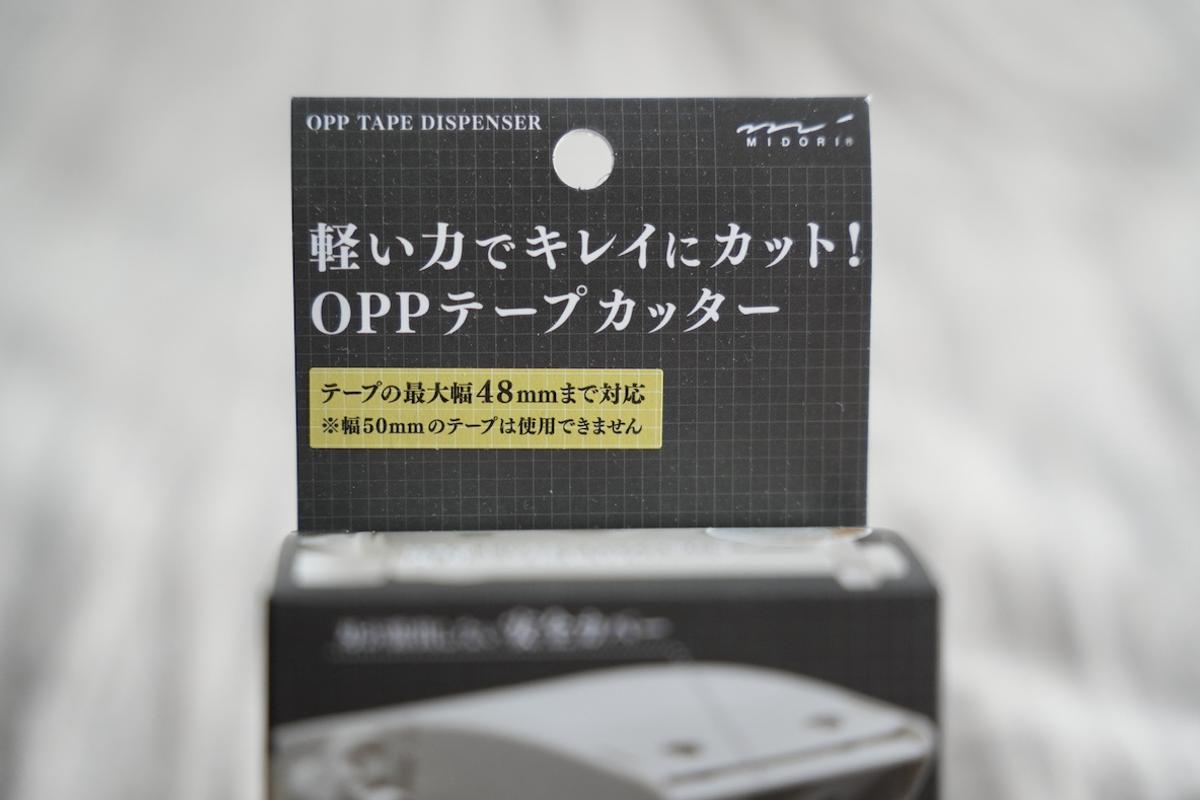 OPP TAPE DISPENSER
MIDORI®
軽い力でキレイにカット!
OPPテープカッター
テープの最大幅48mmまで対応
※幅50mmのテープは使用できません